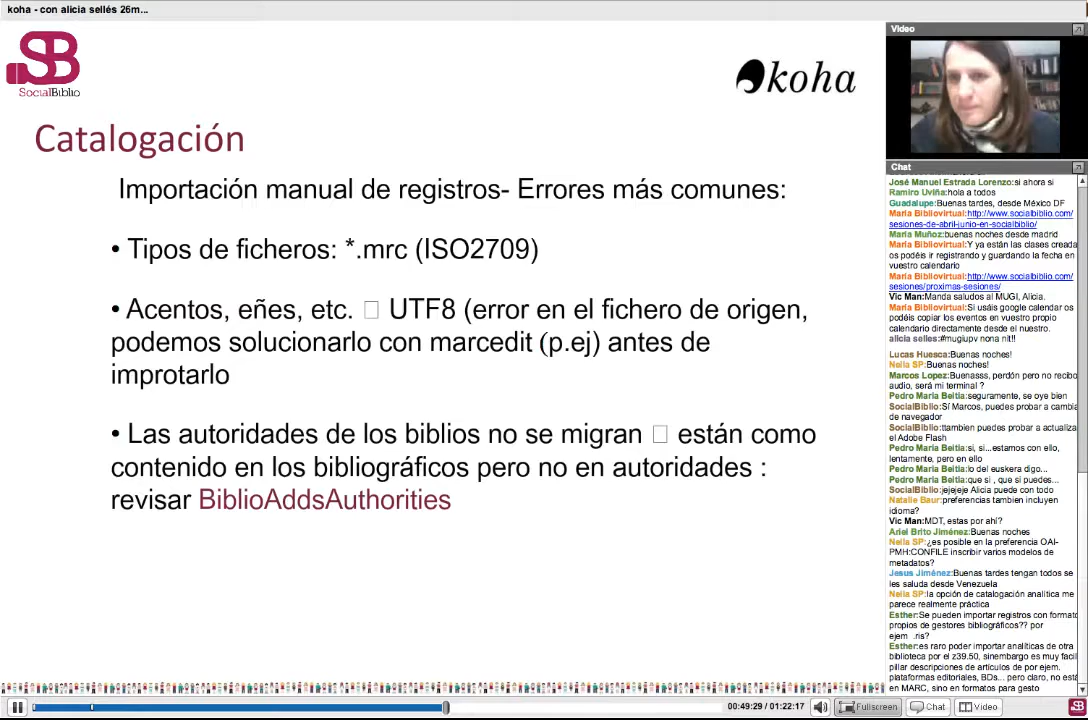 koha - con alicia sellés 26m...
SB
SocialBiblio
koha
Catalogación
Importación manual de registros- Errores más comunes:
• Tipos de ficheros: *.mrc (ISO2709)
• Acentos, eñes, etc. □ UTF8 (error en el fichero de origen,
podemos solucionarlo con marcedit (p.ej) antes de
improtarlo
• Las autoridades de los biblios no se migran □ están como
contenido en los bibliográficos pero no en autoridades :
revisar BiblioAddsAuthorities
Video
Chat
José Manuel Estrada Lorenzo:si ahora si
Ramiro Uviña:hola a todos
Guadalupe:Buenas tardes, desde México DF
Maria Bibliovirtual:http://www.socialbiblio.com/
sesiones-de-abril-junio-en-socialbiblio/
Maria Muñoz:buenas noches desde madrid
Maria Bibliovirtual:Y ya están las clases creada
os podéis ir registrando y guardando la fecha en
vuestro calendario
Maria Bibliovirtual:http://www.socialbiblio.com/
sesiones/proximas-sesiones/
Vic Man:Manda saludos al MUGI, Alicia.
Maria Bibliovirtual:Si usáis google calendar os
podéis copiar los eventos en vuestro propio
calendario directamente desde el nuestro.
alicia selles:#mugiupv nona nit!!
Lucas Huesca:Buenas noches!
Neila SP:Buenas noches!
Marcos Lopez:Buenasss, perdón pero no recibo
audio, será mi terminal ?
Pedro Maria Beitia:seguramente, se oye bien
SocialBiblio:Sí Marcos, puedes probar a cambia
de navegador
SocialBiblio:ttambien puedes probar a actualiza
el Adobe Flash
Pedro Maria Beitia:si, si...estamos con ello,
lentamente, pero en ello
Pedro Maria Beitia:lo del euskera digo...
Pedro Maria Beitia:que si , que si puedes...
SocialBiblio:jejejeje Alicia puede con todo
Natalie Baur:preferencias tambien incluyen
idioma?
Vic Man:MDT, estas por ahí?
Ariel Brito Jiménez:Buenas noches
Neila SP:¿es posible en la preferencia OAI-
PMH:CONFILE inscribir varios modelos de
metadatos?
Jesus Jiménez:Buenas tardes tengan todos se
les saluda desde Venezuela
Neila SP:la opción de catalogación analítica me
parece realmente práctica
Esther:Se pueden importar registros con formato
propios de gestores bibliográficos?? por
ejem .ris?
Esther:es raro poder importar analíticas de otra
biblioteca por el z39.50, sinembargo es muy facil
pillar descripciones de artículos de por ejem.
plataformas editoriales, BDs... pero claro, no está
en MARC, sino en formatos para gesto
00:49:29 / 01:22:17
Fullscreen
Chat
Video
SB